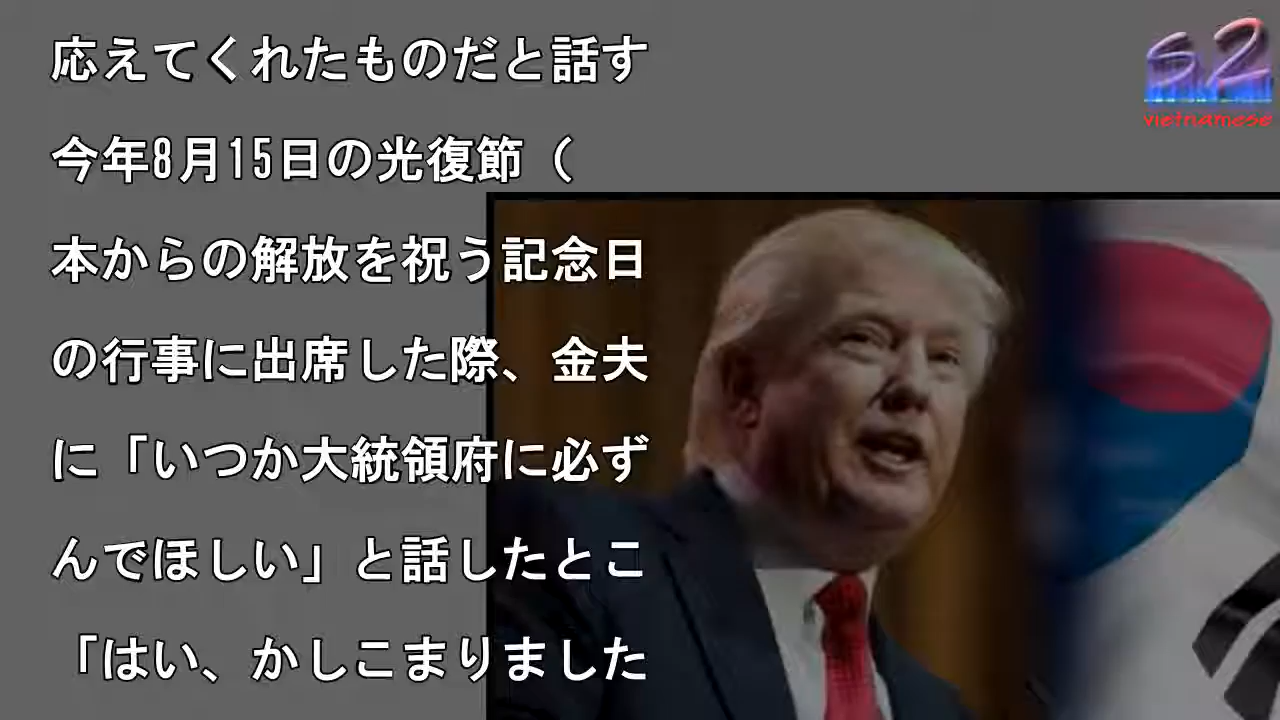 応えてくれたものだと話す
今年8月15日の光復節（
本からの解放を祝う記念日
の行事に出席した際、金夫
に「いつか大統領府に必ず
んでほしい」と話したとこ
「はい、かしこまりました
S2
vietnamese